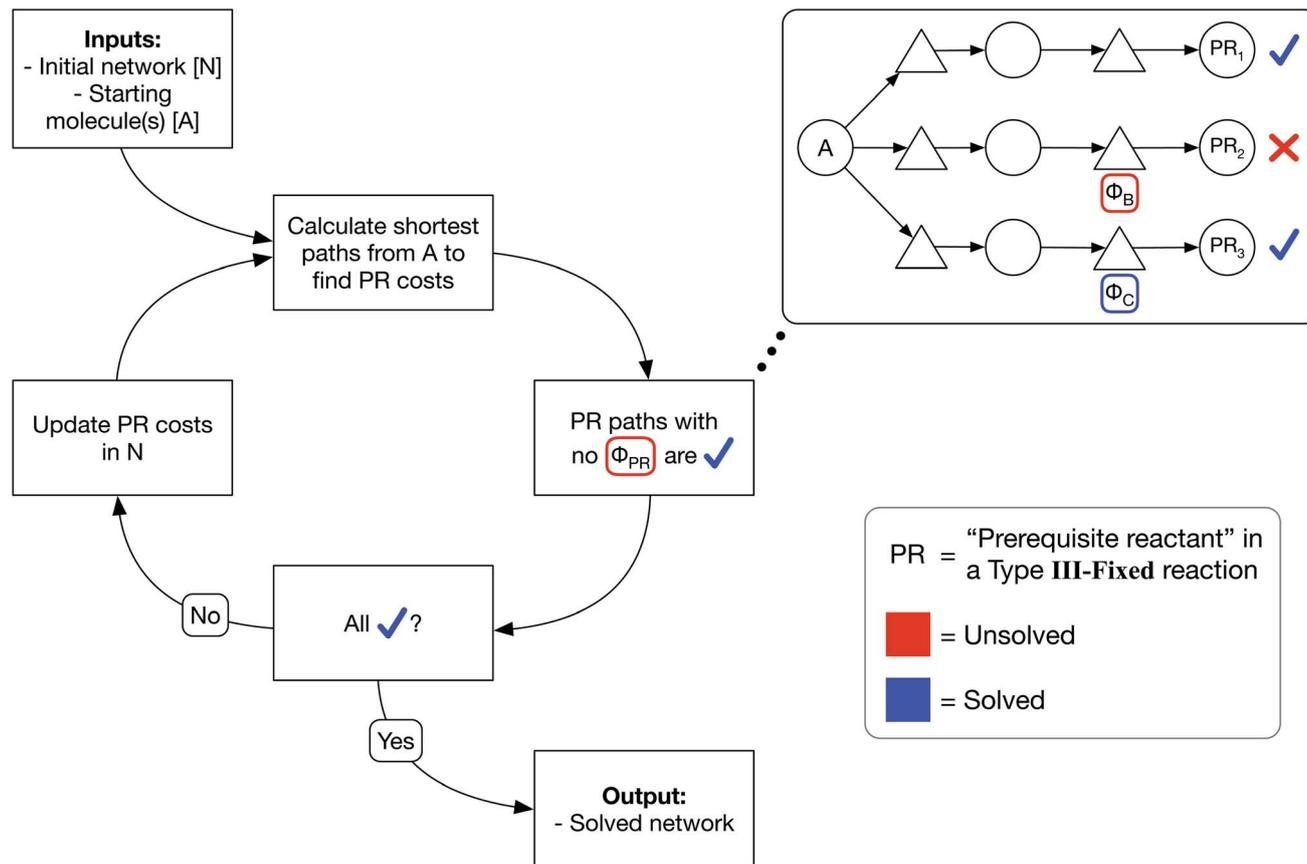 Inputs:
- Initial network [N]
- Starting
molecule(s) [A]
Calculate shortest
paths from A to
find PR costs
Update PR costs
in N
PR paths with
no Φ_PR are ✓
All ✓ ?
No
Yes
Output:
- Solved network
A
PR₁ ✓
PR₂ ✗
Φ_B
PR₃ ✓
Φ_C
PR = “Prerequisite reactant” in
a Type III-Fixed reaction
= Unsolved
= Solved